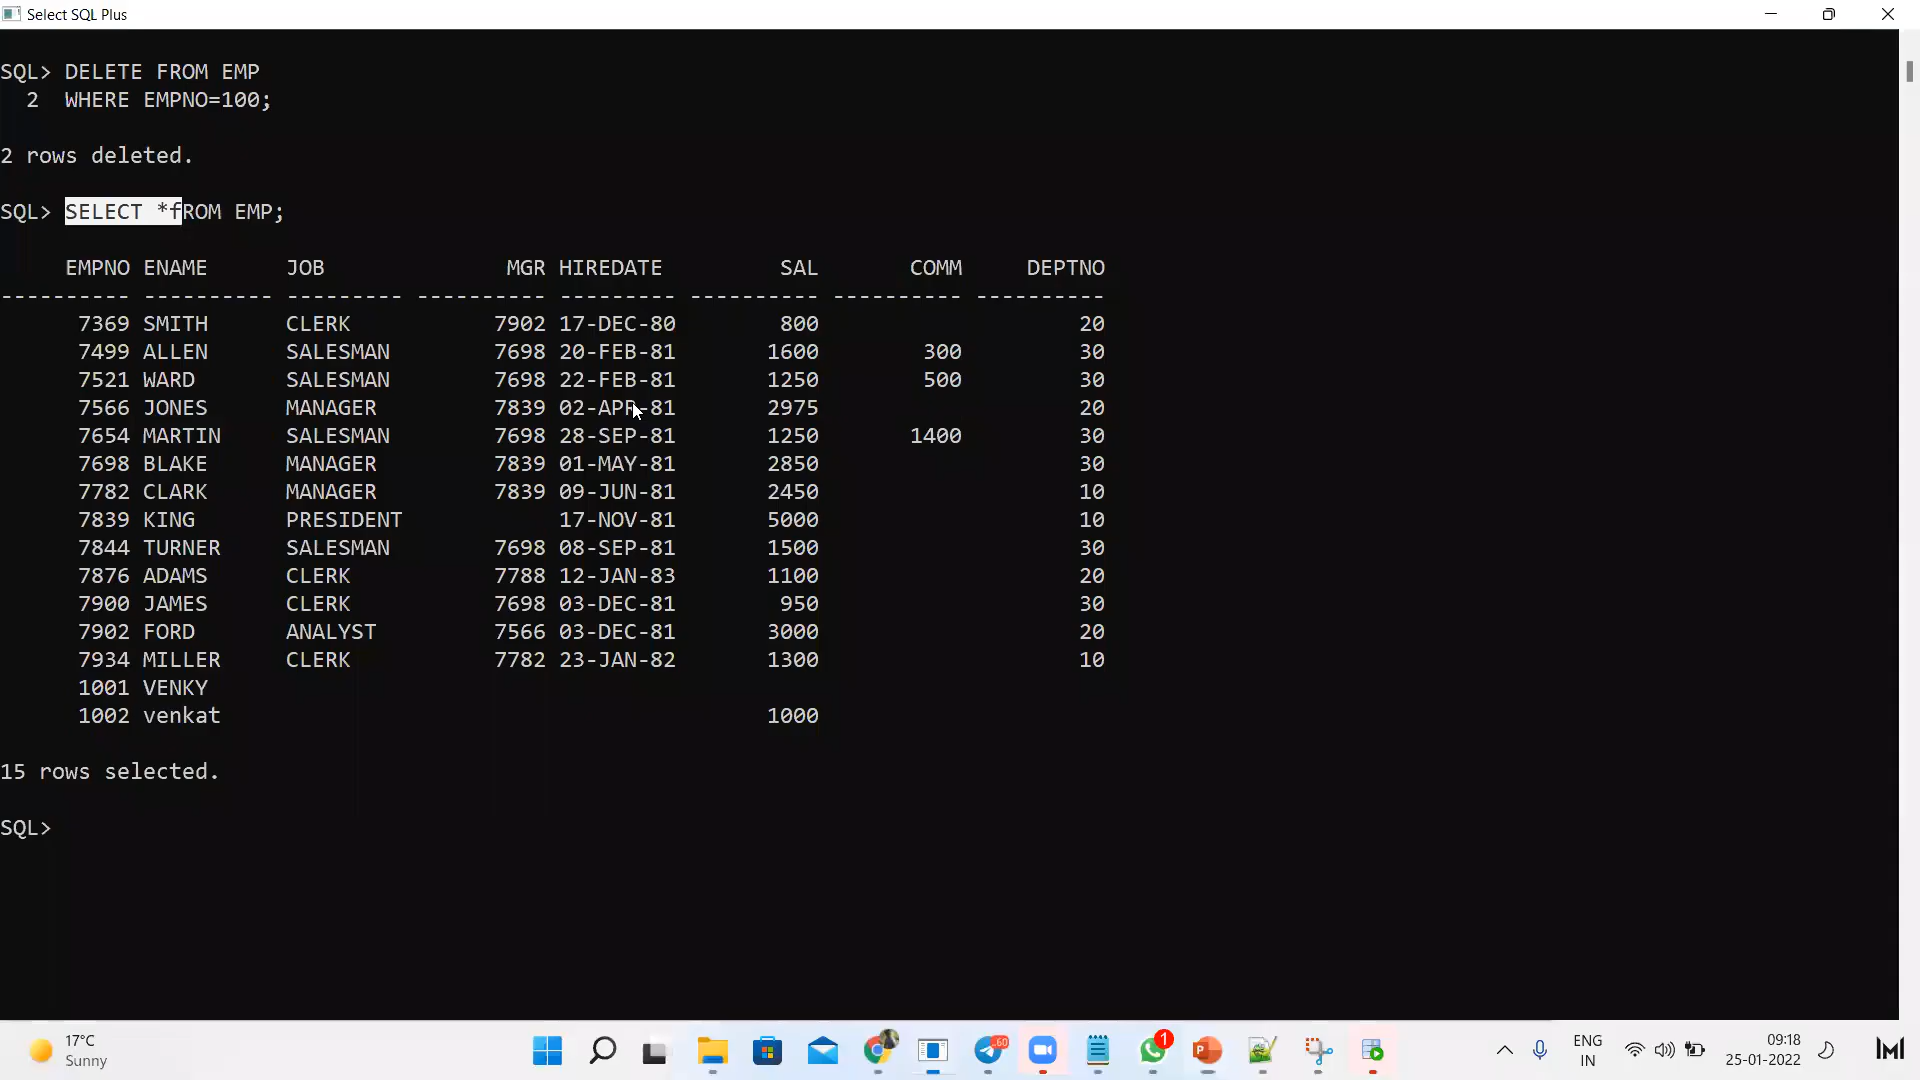 Select SQL Plus
SQL> DELETE FROM EMP
2 WHERE EMPNO=100;
2 rows deleted.
SQL> SELECT *fROM EMP;
EMPNO ENAME JOB MGR HIREDATE SAL COMM DEPTNO
---------- ---------- --------- ---------- --------- ---------- ---------- ----------
7369 SMITH CLERK 7902 17-DEC-80 800 20
7499 ALLEN SALESMAN 7698 20-FEB-81 1600 300 30
7521 WARD SALESMAN 7698 22-FEB-81 1250 500 30
7566 JONES MANAGER 7839 02-APR-81 2975 20
7654 MARTIN SALESMAN 7698 28-SEP-81 1250 1400 30
7698 BLAKE MANAGER 7839 01-MAY-81 2850 30
7782 CLARK MANAGER 7839 09-JUN-81 2450 10
7839 KING PRESIDENT 17-NOV-81 5000 10
7844 TURNER SALESMAN 7698 08-SEP-81 1500 30
7876 ADAMS CLERK 7788 12-JAN-83 1100 20
7900 JAMES CLERK 7698 03-DEC-81 950 30
7902 FORD ANALYST 7566 03-DEC-81 3000 20
7934 MILLER CLERK 7782 23-JAN-82 1300 10
1001 VENKY
1002 venkat 1000
15 rows selected.
SQL>
17°C
Sunny
60
1
ENG
IN
09:18
25-01-2022